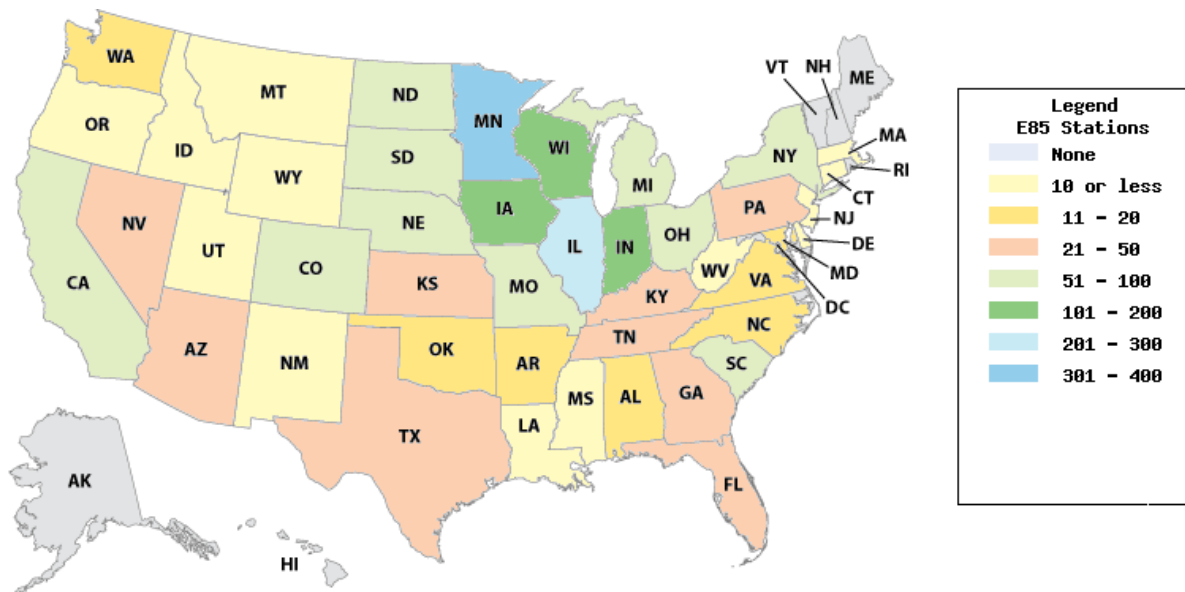 WA
MT
ND
MN
VT
NH
ME
OR
ID
SD
WI
NY
MA
WY
MI
RI
CT
NV
NE
IA
PA
NJ
UT
IL
IN
OH
DE
CA
CO
KS
MO
WV
VA
MD
KY
DC
AZ
NM
OK
AR
TN
NC
SC
MS
AL
GA
LA
TX
FL
AK
HI
Legend
E85 Stations
None
10 or less
11 - 20
21 - 50
51 - 100
101 - 200
201 - 300
301 - 400